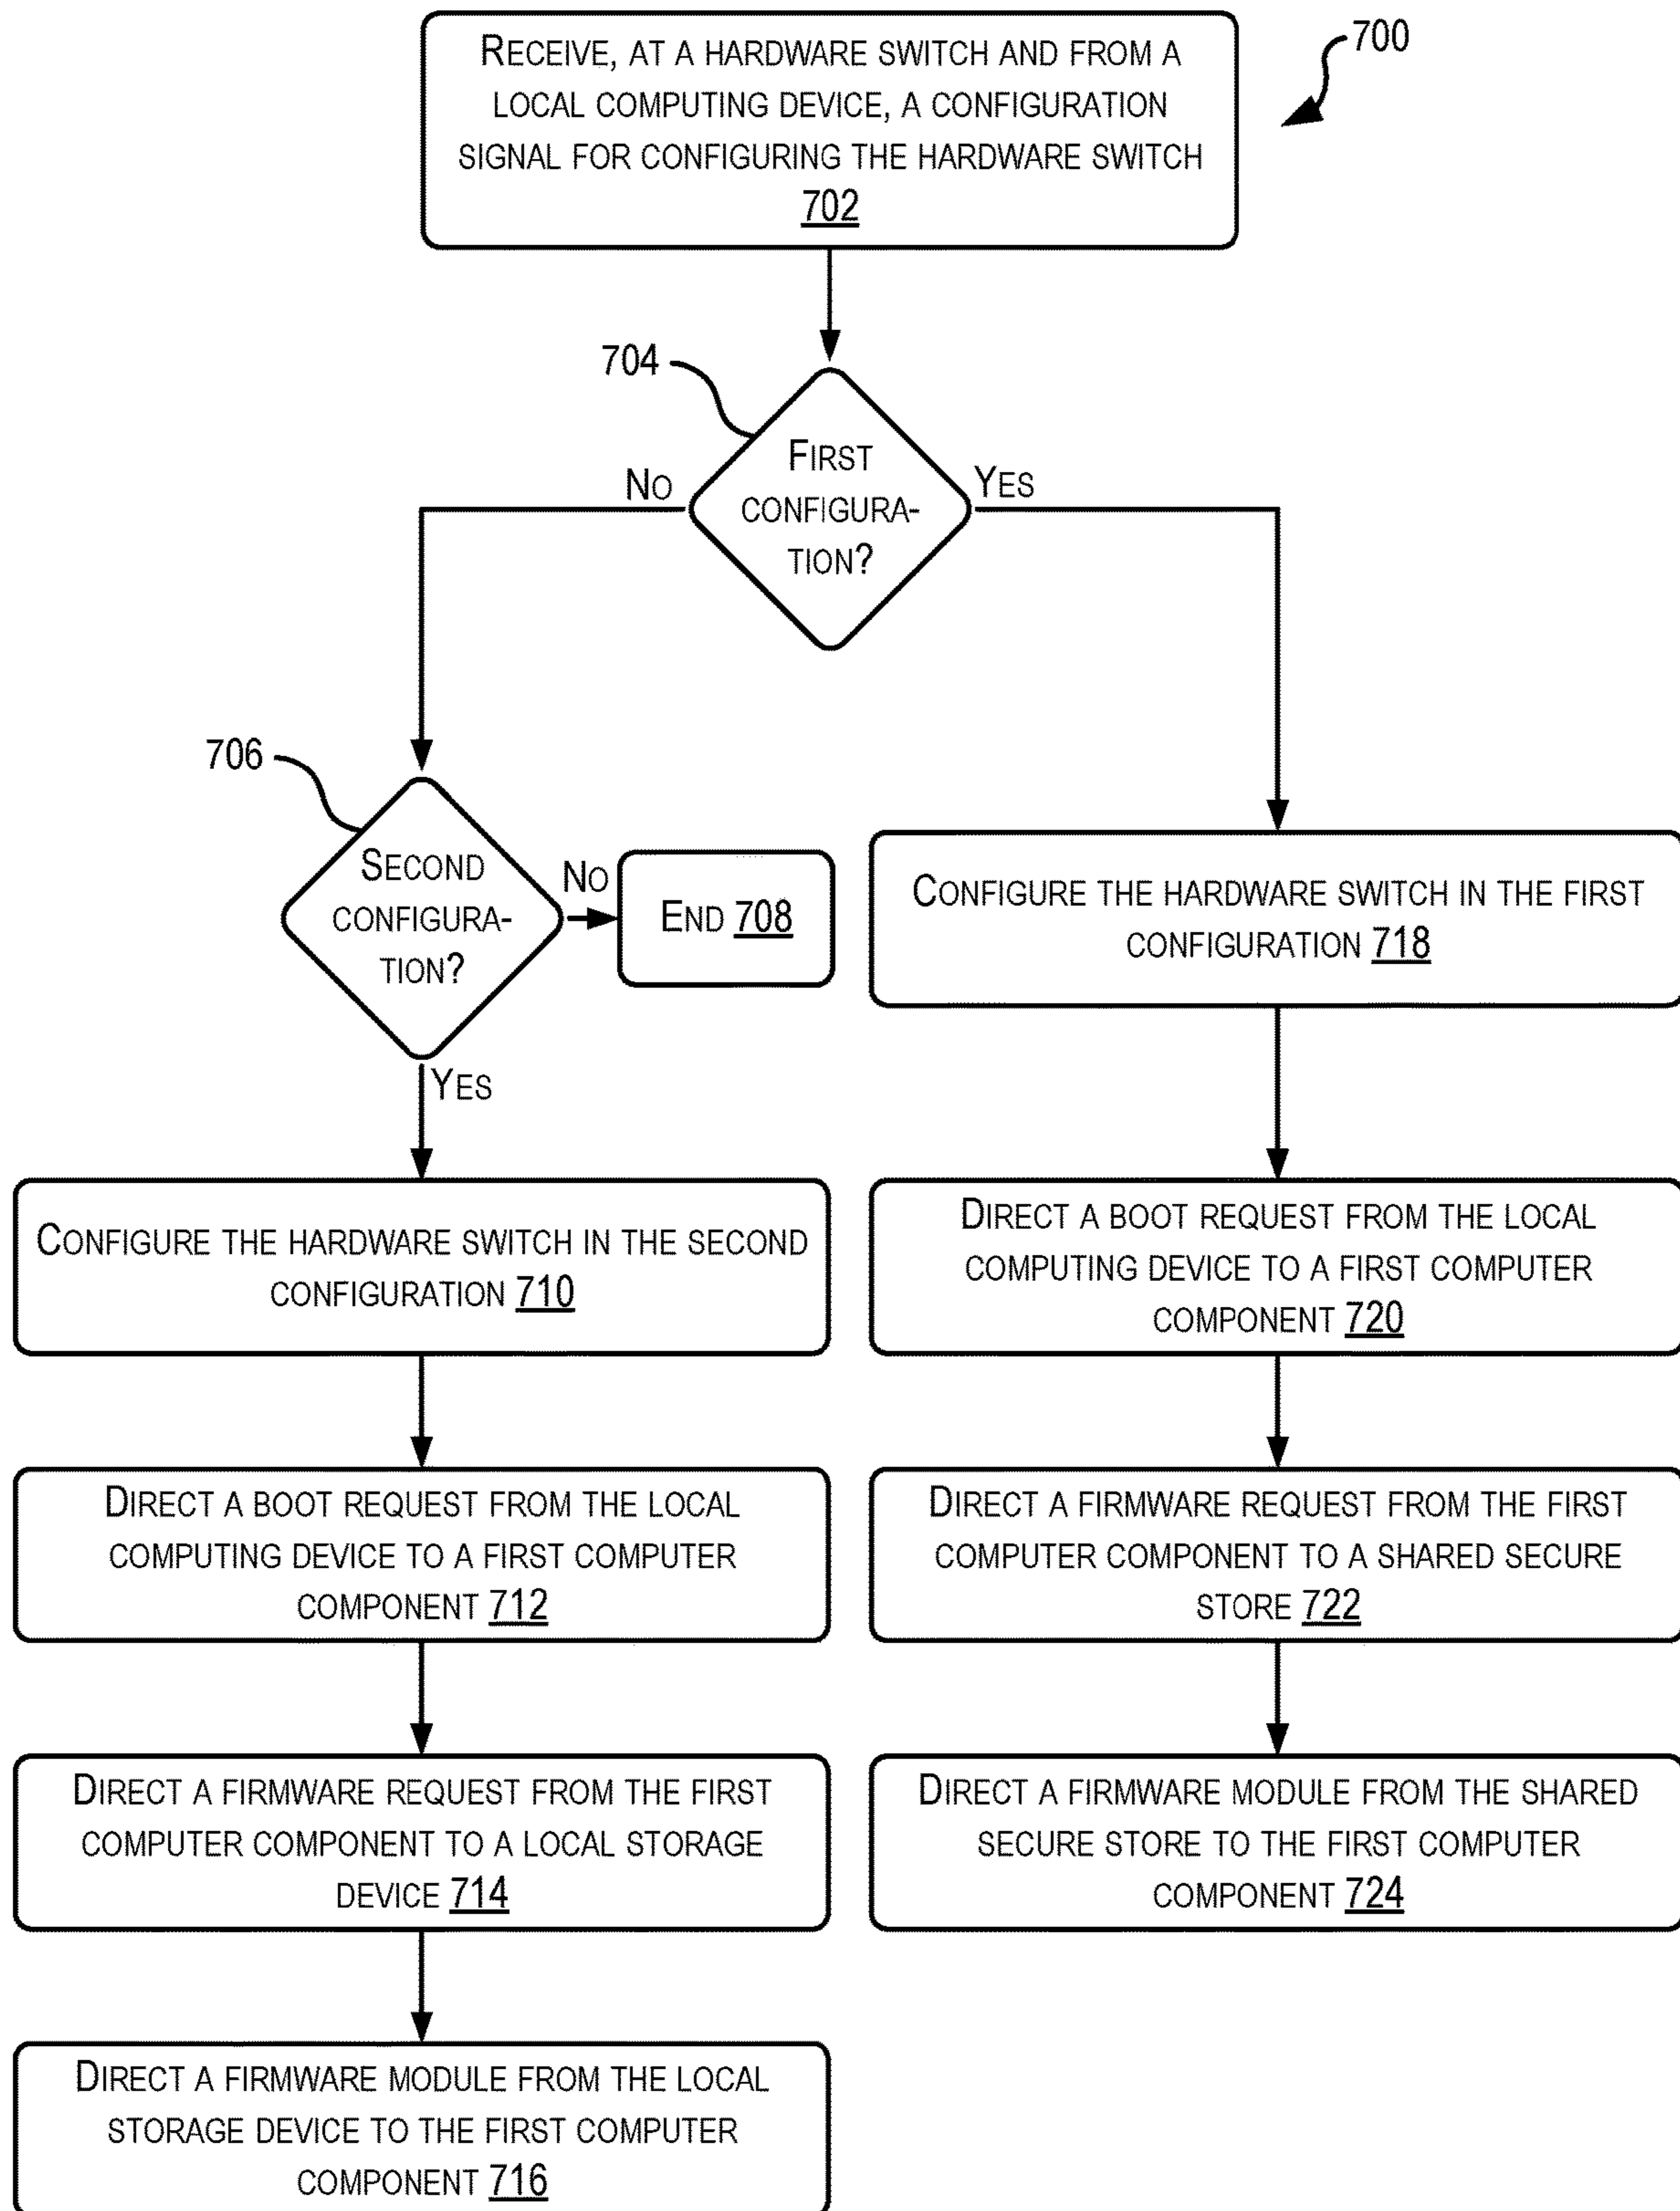 RECEIVE, AT A HARDWARE SWITCH AND FROM A
LOCAL COMPUTING DEVICE, A CONFIGURATION
SIGNAL FOR CONFIGURING THE HARDWARE SWITCH
702
700
704
FIRST
CONFIGURA-
TION?
NO
YES
706
SECOND
CONFIGURA-
TION?
NO
END 708
YES
CONFIGURE THE HARDWARE SWITCH IN THE SECOND
CONFIGURATION 710
DIRECT A BOOT REQUEST FROM THE LOCAL
COMPUTING DEVICE TO A FIRST COMPUTER
COMPONENT 712
DIRECT A FIRMWARE REQUEST FROM THE FIRST
COMPUTER COMPONENT TO A LOCAL STORAGE
DEVICE 714
DIRECT A FIRMWARE MODULE FROM THE LOCAL
STORAGE DEVICE TO THE FIRST COMPUTER
COMPONENT 716
CONFIGURE THE HARDWARE SWITCH IN THE FIRST
CONFIGURATION 718
DIRECT A BOOT REQUEST FROM THE LOCAL
COMPUTING DEVICE TO A FIRST COMPUTER
COMPONENT 720
DIRECT A FIRMWARE REQUEST FROM THE FIRST
COMPUTER COMPONENT TO A SHARED SECURE
STORE 722
DIRECT A FIRMWARE MODULE FROM THE SHARED
SECURE STORE TO THE FIRST COMPUTER
COMPONENT 724